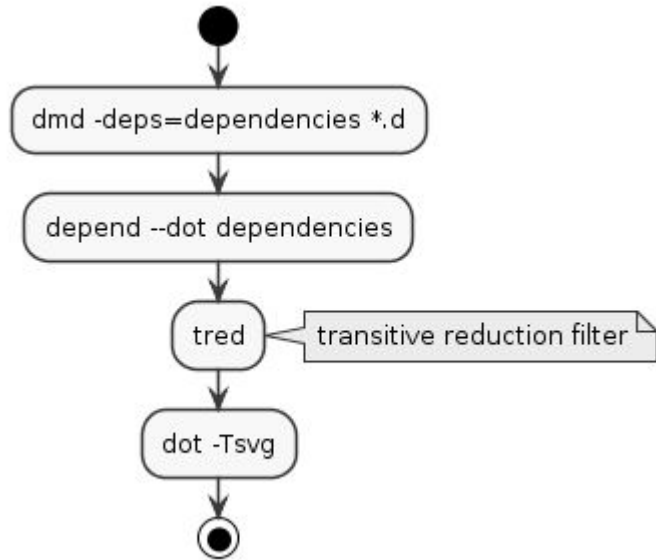 dmd -deps=dependencies *.d
depend --dot dependencies
tred
transitive reduction filter
dot -Tsvg